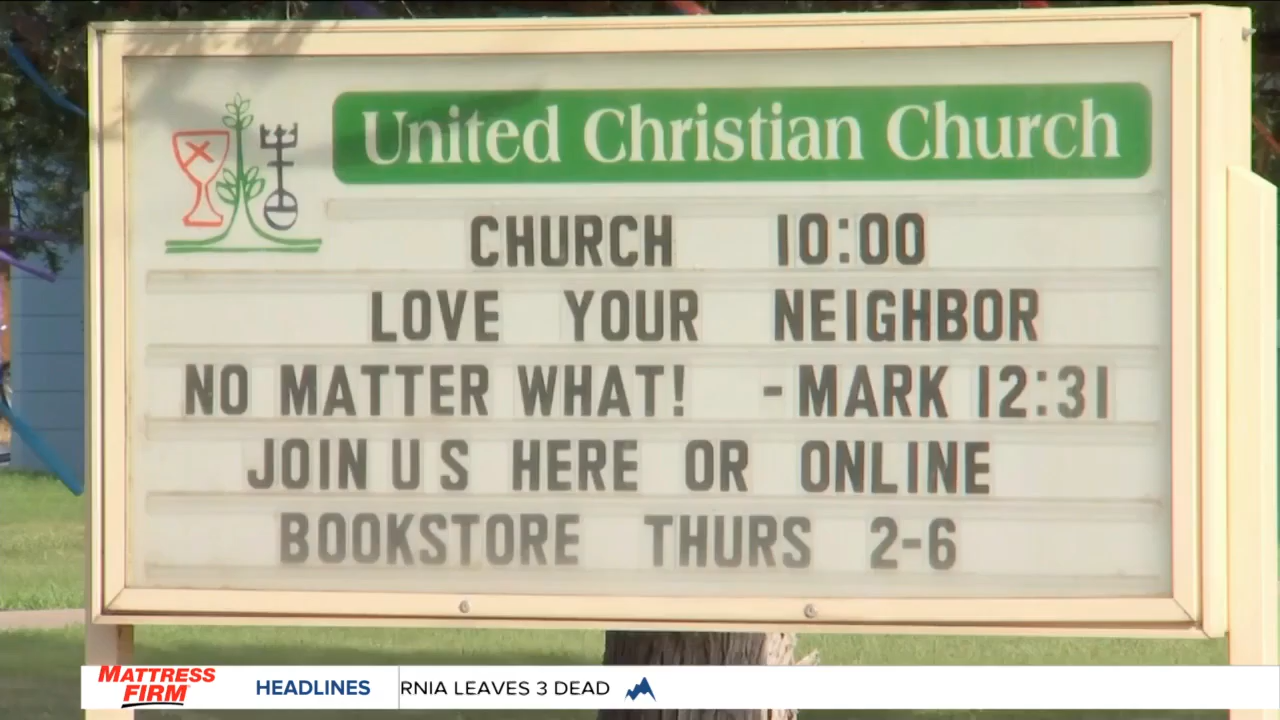 United Christian Church
CHURCH 10:00
LOVE YOUR NEIGHBOR
NO MATTER WHAT! -MARK 12:31
JOIN US HERE OR ONLINE
BOOKSTORE THURS 2-6
MATTRESS FIRM
HEADLINES
RNIA LEAVES 3 DEAD